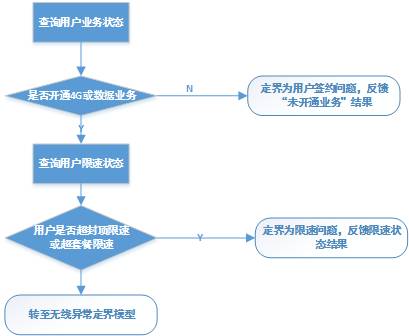 查询用户业务状态
是否开通4G或数据业务
N
定界为用户签约问题，反馈
“未开通业务”结果
Y
查询用户限速状态
用户是否超封顶限速
或超套餐限速
Y
定界为限速问题，反馈限速状
态结果
转至无线异常定界模型